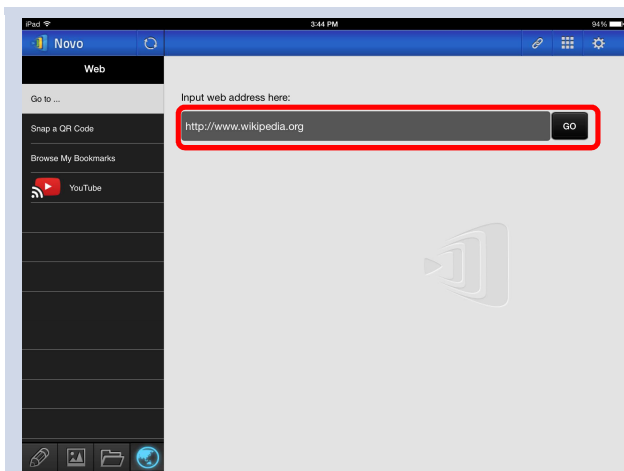 iPad 3:44 PM 94%
Novo
Web
Go to ...
Snap a QR Code
Browse My Bookmarks
YouTube
Input web address here:
http://www.wikipedia.org GO